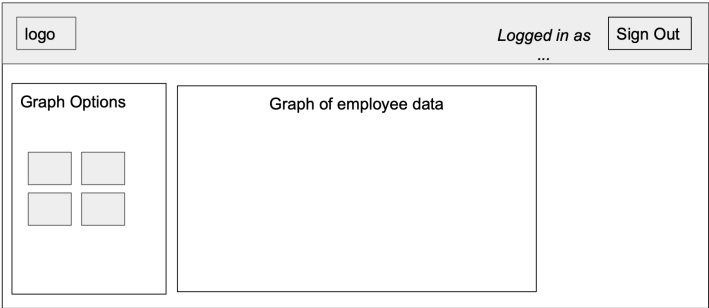 logo
Logged in as
...
Sign Out
Graph Options
Graph of employee data